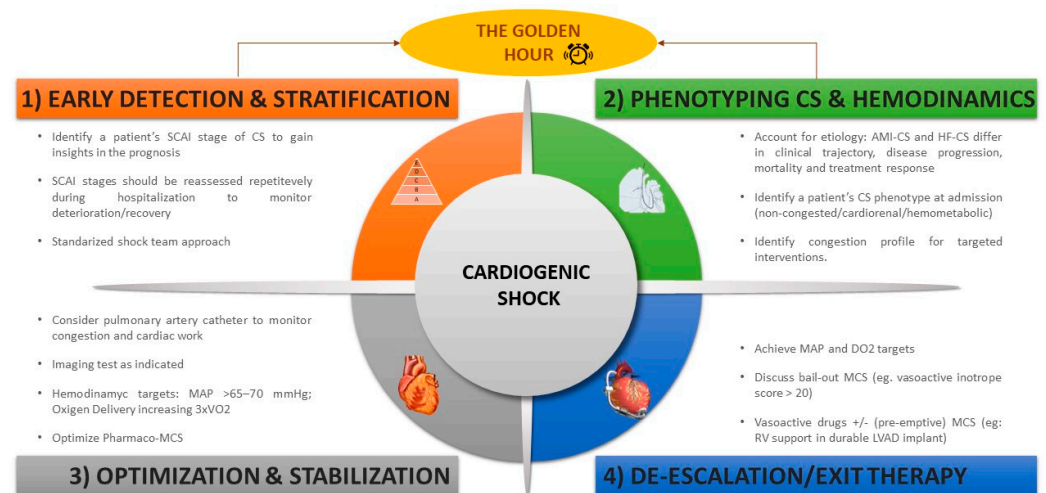 THE GOLDEN
HOUR
1) EARLY DETECTION & STRATIFICATION
• Identify a patient's SCAI stage of CS to gain
insights in the prognosis
• SCAI stages should be reassessed repetitevely
during hospitalization to monitor
deterioration/recovery
• Standarized shock team approach
2) PHENOTYPING CS & HEMODINAMICS
• Account for etiology: AMI-CS and HF-CS differ
in clinical trajectory, disease progression,
mortality and treatment response
• Identify a patient's CS phenotype at admission
(non-congested/cardiorenal/hemometabolic)
• Identify congestion profile for targeted
interventions.
E
D
C
B
A
CARDIOGENIC
SHOCK
• Consider pulmonary artery catheter to monitor
congestion and cardiac work
• Imaging test as indicated
• Hemodinamyc targets: MAP >65–70 mmHg;
Oxigen Delivery increasing 3xVO2
• Optimize Pharmaco-MCS
3) OPTIMIZATION & STABILIZATION
• Achieve MAP and DO2 targets
• Discuss bail-out MCS (eg. vasoactive inotrope
score > 20)
• Vasoactive drugs +/- (pre-emptive) MCS (eg:
RV support in durable LVAD implant)
4) DE-ESCALATION/EXIT THERAPY